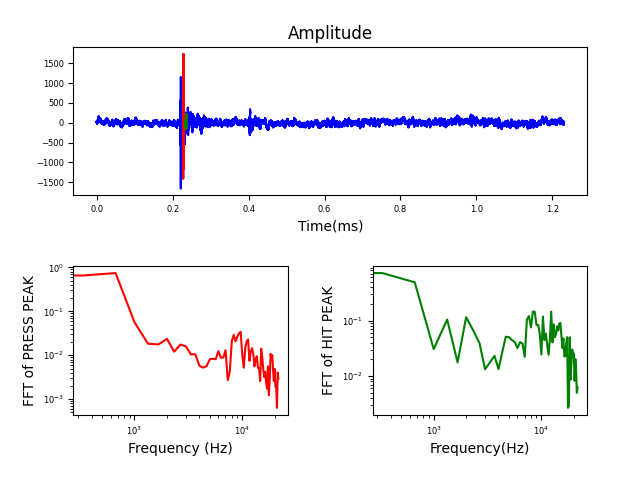 Amplitude
1500
1000
500
0
−500
−1000
−1500
0.0 0.2 0.4 0.6 0.8 1.0 1.2
Time(ms)
FFT of PRESS PEAK
10⁰
10⁻¹
10⁻²
10⁻³
10³ 10⁴
Frequency (Hz)
FFT of HIT PEAK
10⁻¹
10⁻²
10³ 10⁴
Frequency(Hz)